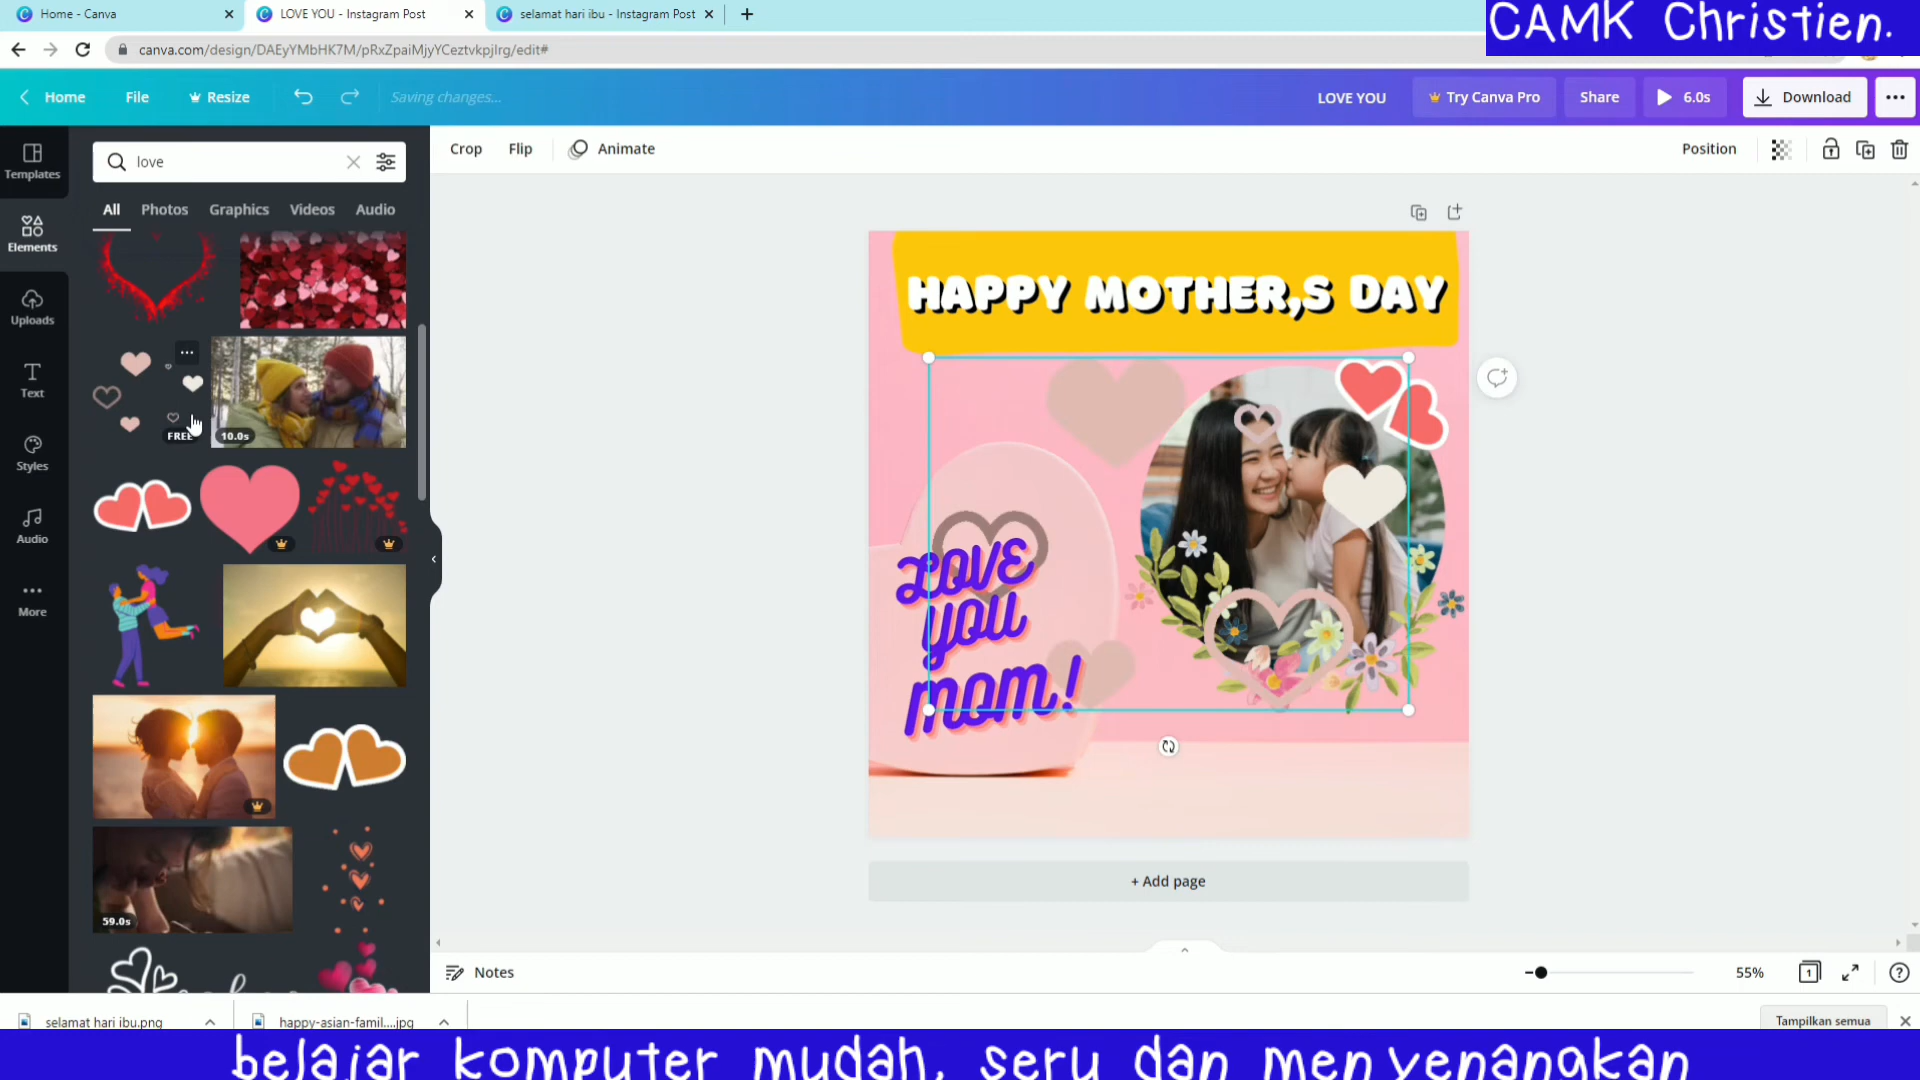 Home - Canva
LOVE YOU - Instagram Post
selamat hari ibu - Instagram Post
CAMK Christien.
canva.com/design/DAEyYMbHK7M/pRxZpaiMjyYCeztvkpjlrg/edit#
Home
File
Resize
Saving changes...
LOVE YOU
Try Canva Pro
Share
6.0s
Download
Templates
love
Crop
Flip
Animate
Position
All
Photos
Graphics
Videos
Audio
Elements
Uploads
Text
Styles
Audio
More
FREE
10.0s
59.0s
HAPPY MOTHER,S DAY
LOVE
YOU
MOM!
+ Add page
Notes
55%
1
selamat hari ibu.png
happy-asian-famil....jpg
Tampilkan semua
belajar komputer mudah, seru dan menyenangkan